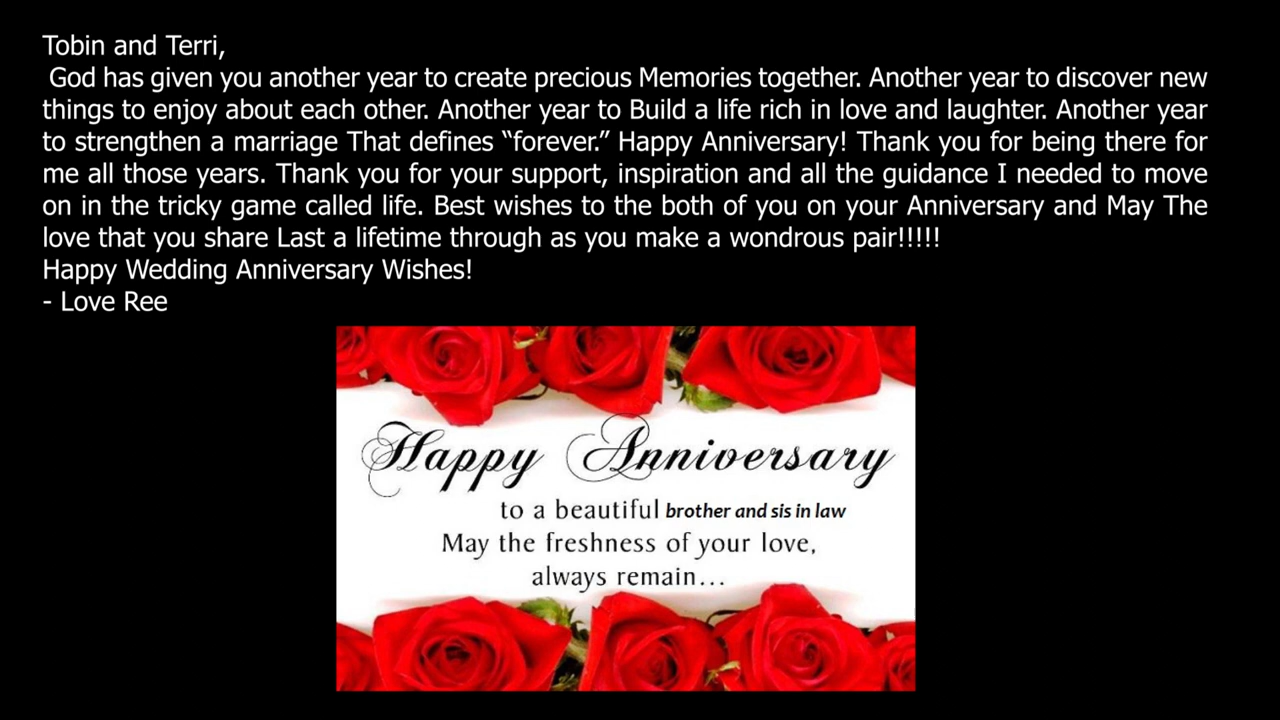 Tobin and Terri,
God has given you another year to create precious Memories together. Another year to discover new
things to enjoy about each other. Another year to Build a life rich in love and laughter. Another year
to strengthen a marriage That defines “forever.” Happy Anniversary! Thank you for being there for
me all those years. Thank you for your support, inspiration and all the guidance I needed to move
on in the tricky game called life. Best wishes to the both of you on your Anniversary and May The
love that you share Last a lifetime through as you make a wondrous pair!!!!!
Happy Wedding Anniversary Wishes!
- Love Ree
Happy Anniversary
to a beautiful brother and sis in law
May the freshness of your love,
always remain...